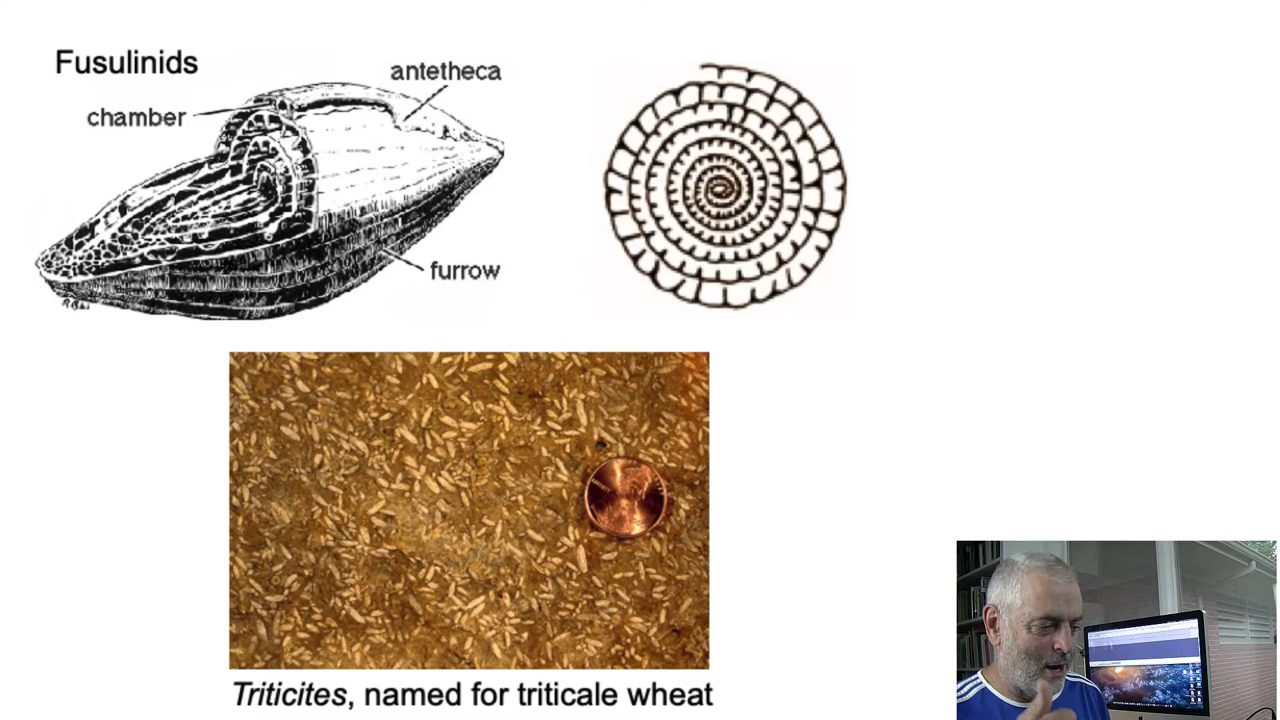 Fusulinids
antetheca
chamber
furrow
Triticites, named for triticale wheat